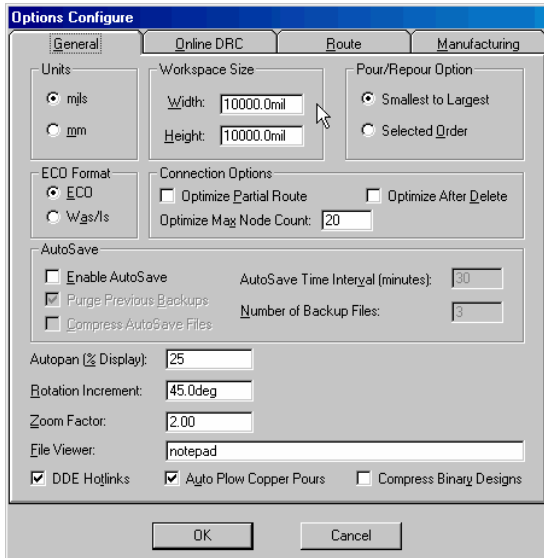 Options Configure
General Online DRC Route Manufacturing
Units Workspace Size Pour/Repour Option
mils Width: 10000.0mil Smallest to Largest
mm Height: 10000.0mil Selected Order
ECO Format Connection Options
ECO Optimize Partial Route Optimize After Delete
Was/Is Optimize Max Node Count: 20
AutoSave
Enable AutoSave AutoSave Time Interval (minutes): 30
Purge Previous Backups
Number of Backup Files: 3
Compress AutoSave Files
Autopan (% Display): 25
Rotation Increment: 45.0deg
Zoom Factor: 2.00
File Viewer: notepad
DDE Hotlinks Auto Plow Copper Pours Compress Binary Designs
OK Cancel